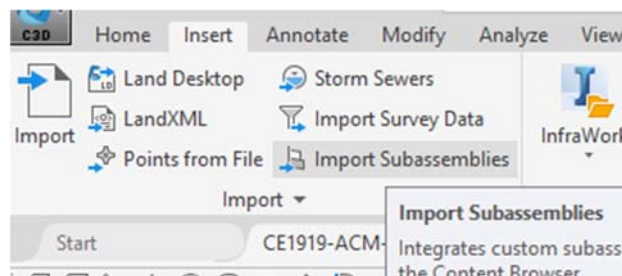 C3D
Home Insert Annotate Modify Analyze View
Land Desktop Storm Sewers
LandXML Import Survey Data
Import InfraWork
Points from File Import Subassemblies
Import
Import Subassemblies
Start CE1919-ACM-
Integrates custom subass
the Content Browser